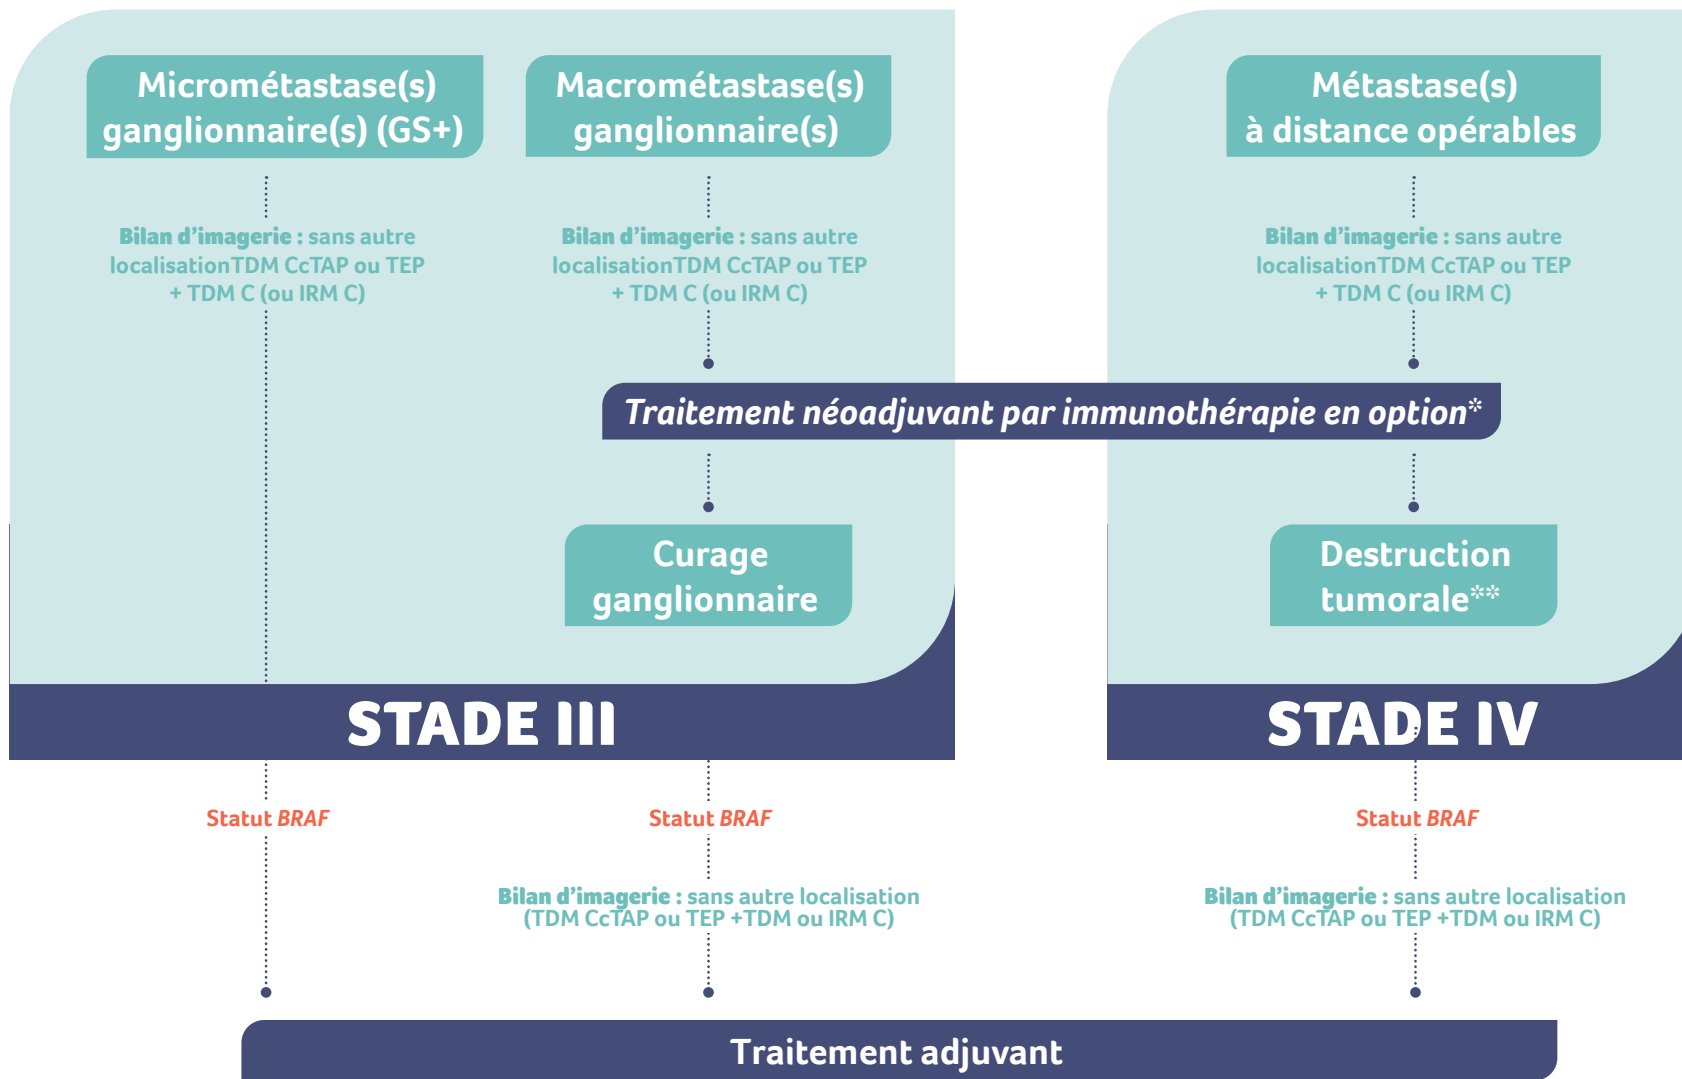 Micrométastase(s)
ganglionnaire(s) (GS+)
Macrométastase(s)
ganglionnaire(s)
Métastase(s)
à distance opérables
Bilan d’imagerie : sans autre
localisationTDM CcTAP ou TEP
+ TDM C (ou IRM C)
Bilan d’imagerie : sans autre
localisationTDM CcTAP ou TEP
+ TDM C (ou IRM C)
Bilan d’imagerie : sans autre
localisationTDM CcTAP ou TEP
+ TDM C (ou IRM C)
Traitement néoadjuvant par immunothérapie en option*
Curage
ganglionnaire
Destruction
tumorale**
STADE III
STADE IV
Statut BRAF
Statut BRAF
Statut BRAF
Bilan d’imagerie : sans autre localisation
(TDM CcTAP ou TEP +TDM ou IRM C)
Bilan d’imagerie : sans autre localisation
(TDM CcTAP ou TEP +TDM ou IRM C)
Traitement adjuvant